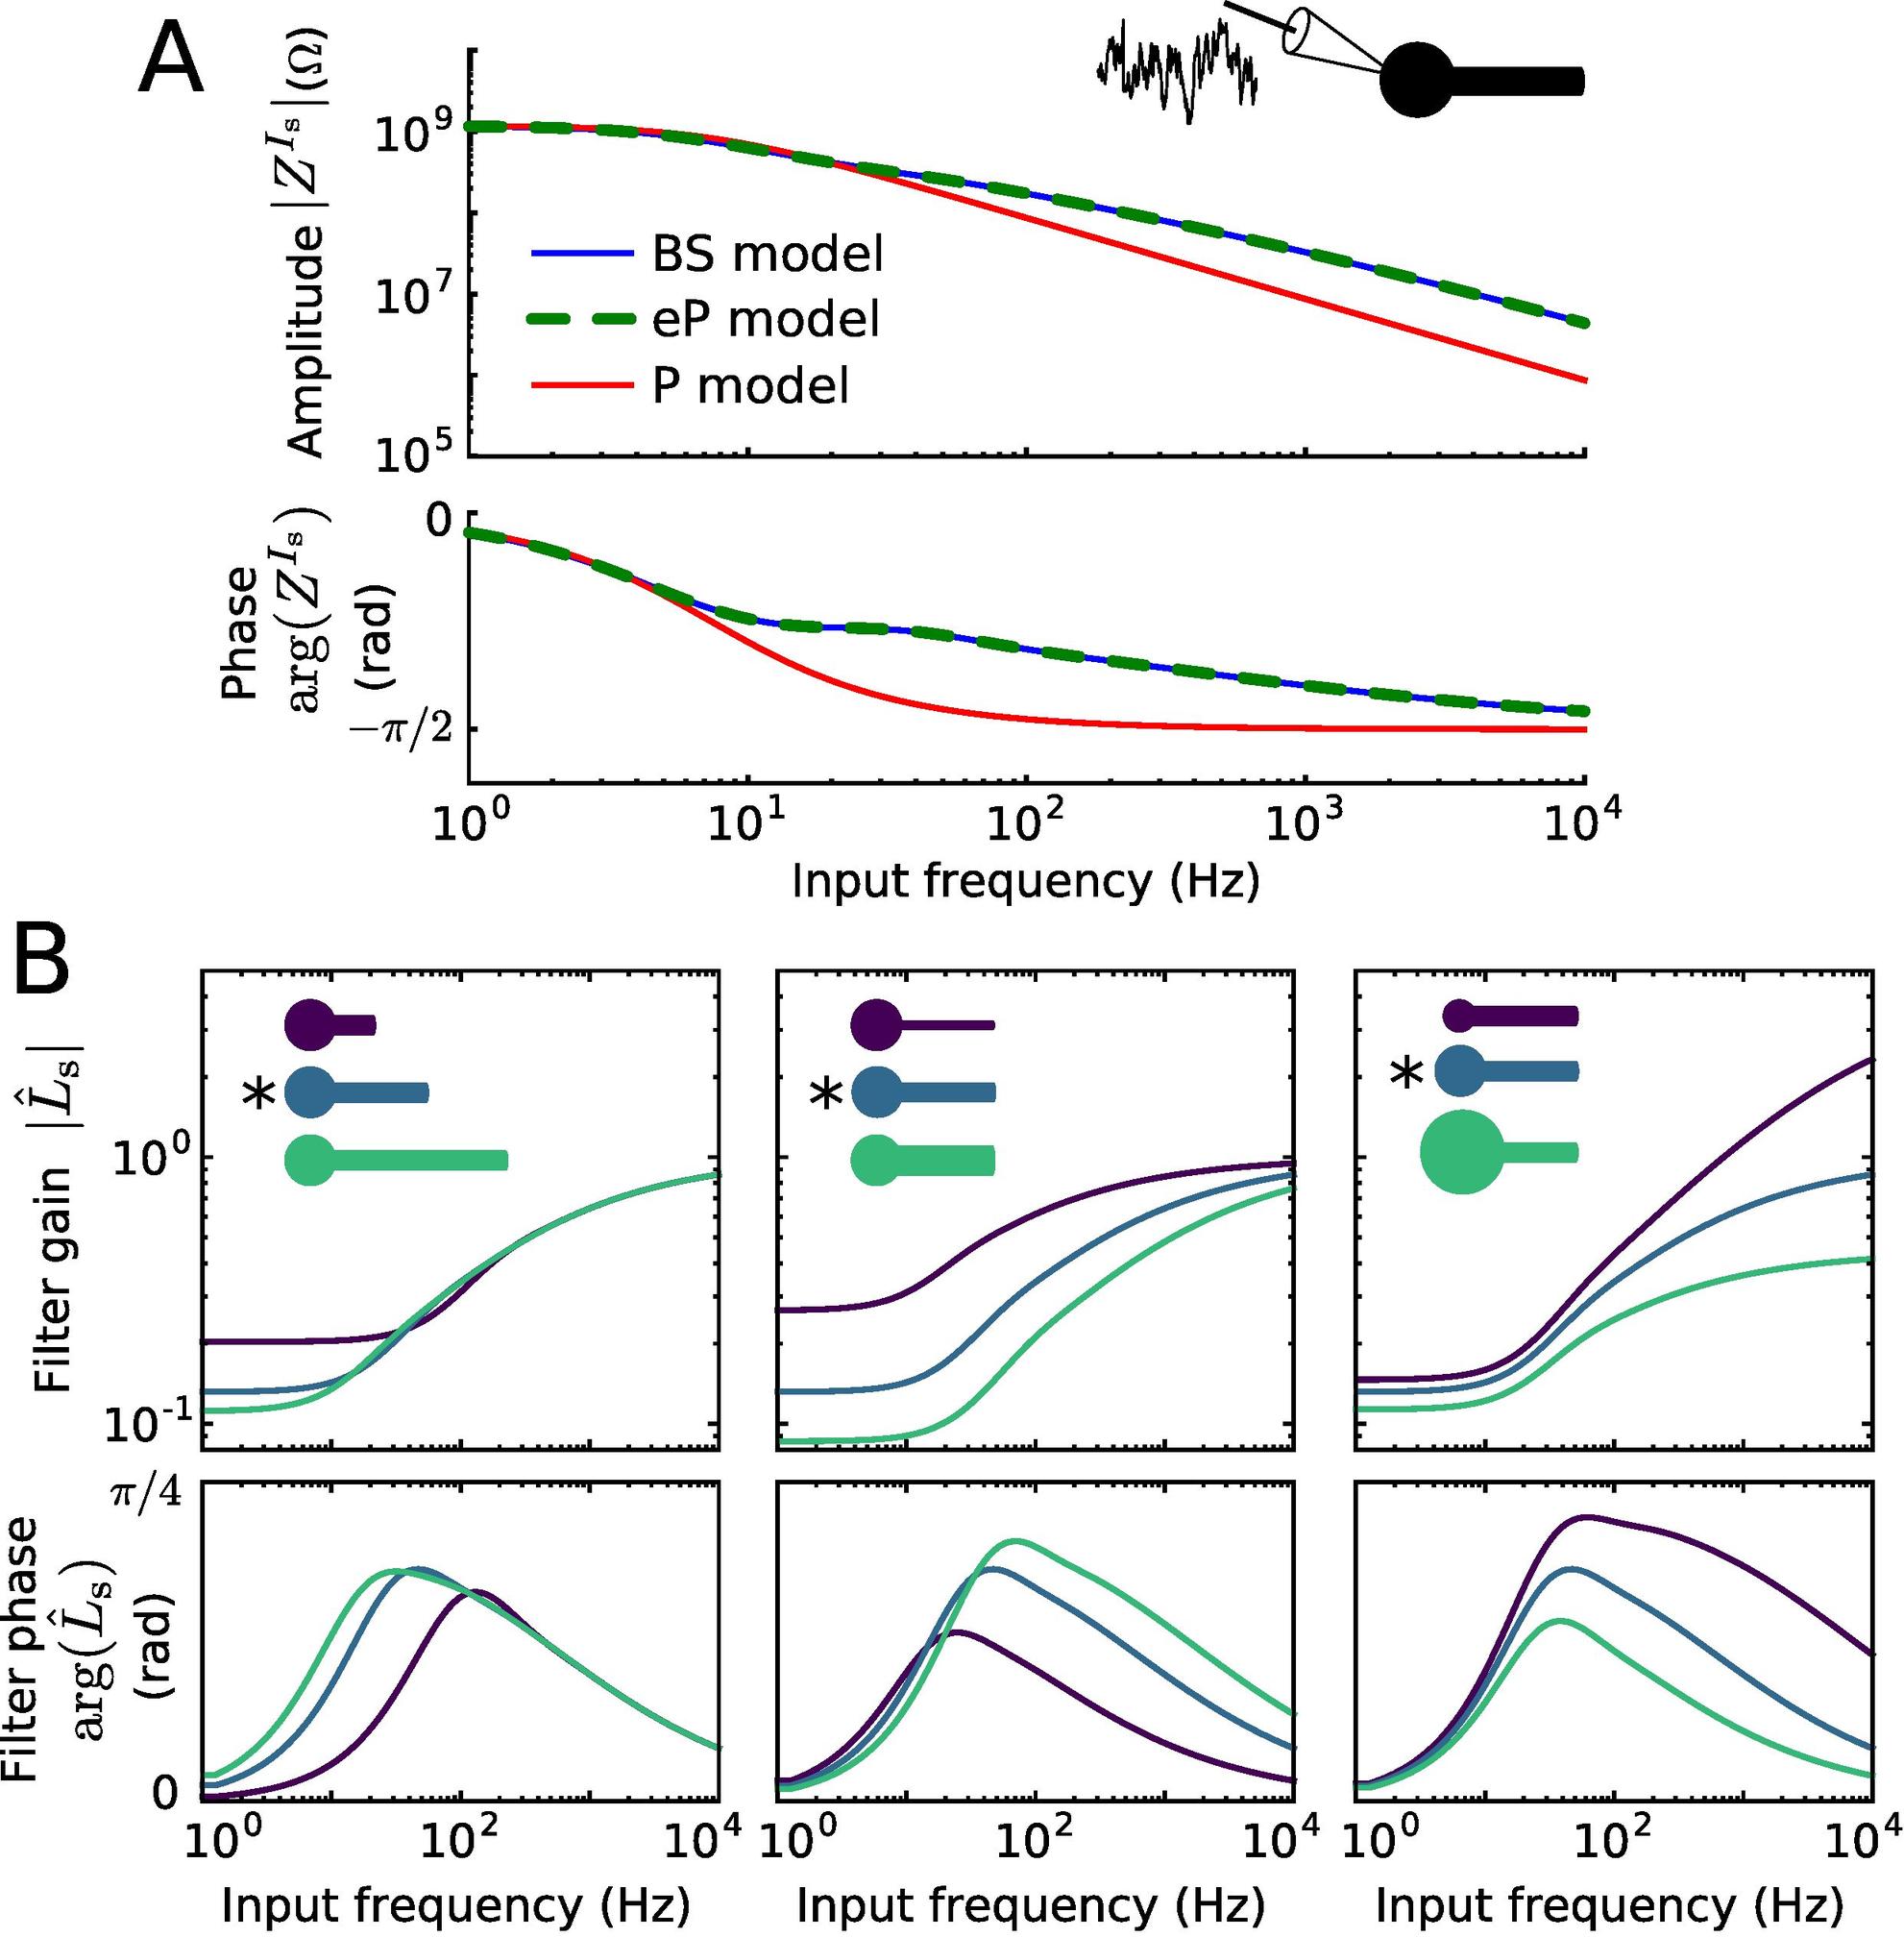 A
Amplitude |Z^{I_s}| (Ω)
10^9
10^7
10^5
BS model
eP model
P model
Phase
arg(Z^{I_s})
(rad)
0
−π/2
10^0 10^1 10^2 10^3 10^4
Input frequency (Hz)
B
Filter gain |L̂_s|
10^0
10^-1
* * *
Filter phase
arg(L̂_s)
(rad)
π/4
0
10^0 10^2 10^4 10^0 10^2 10^4 10^0 10^2 10^4
Input frequency (Hz) Input frequency (Hz) Input frequency (Hz)